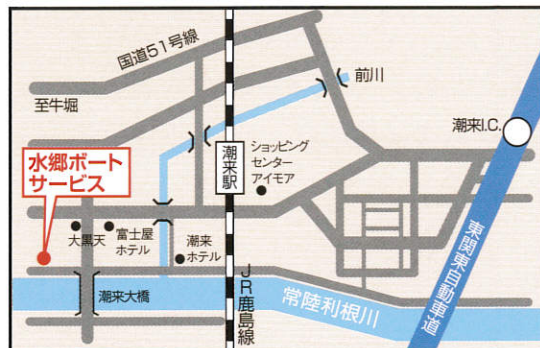 国道51号線
前川
至牛堀
潮来I.C.
水郷ボート
サービス
潮来駅
ショッピング
センター
アイモア
大黒天
富士屋
ホテル
潮来
ホテル
東関東自動車道
JR鹿島線
潮来大橋
常陸利根川